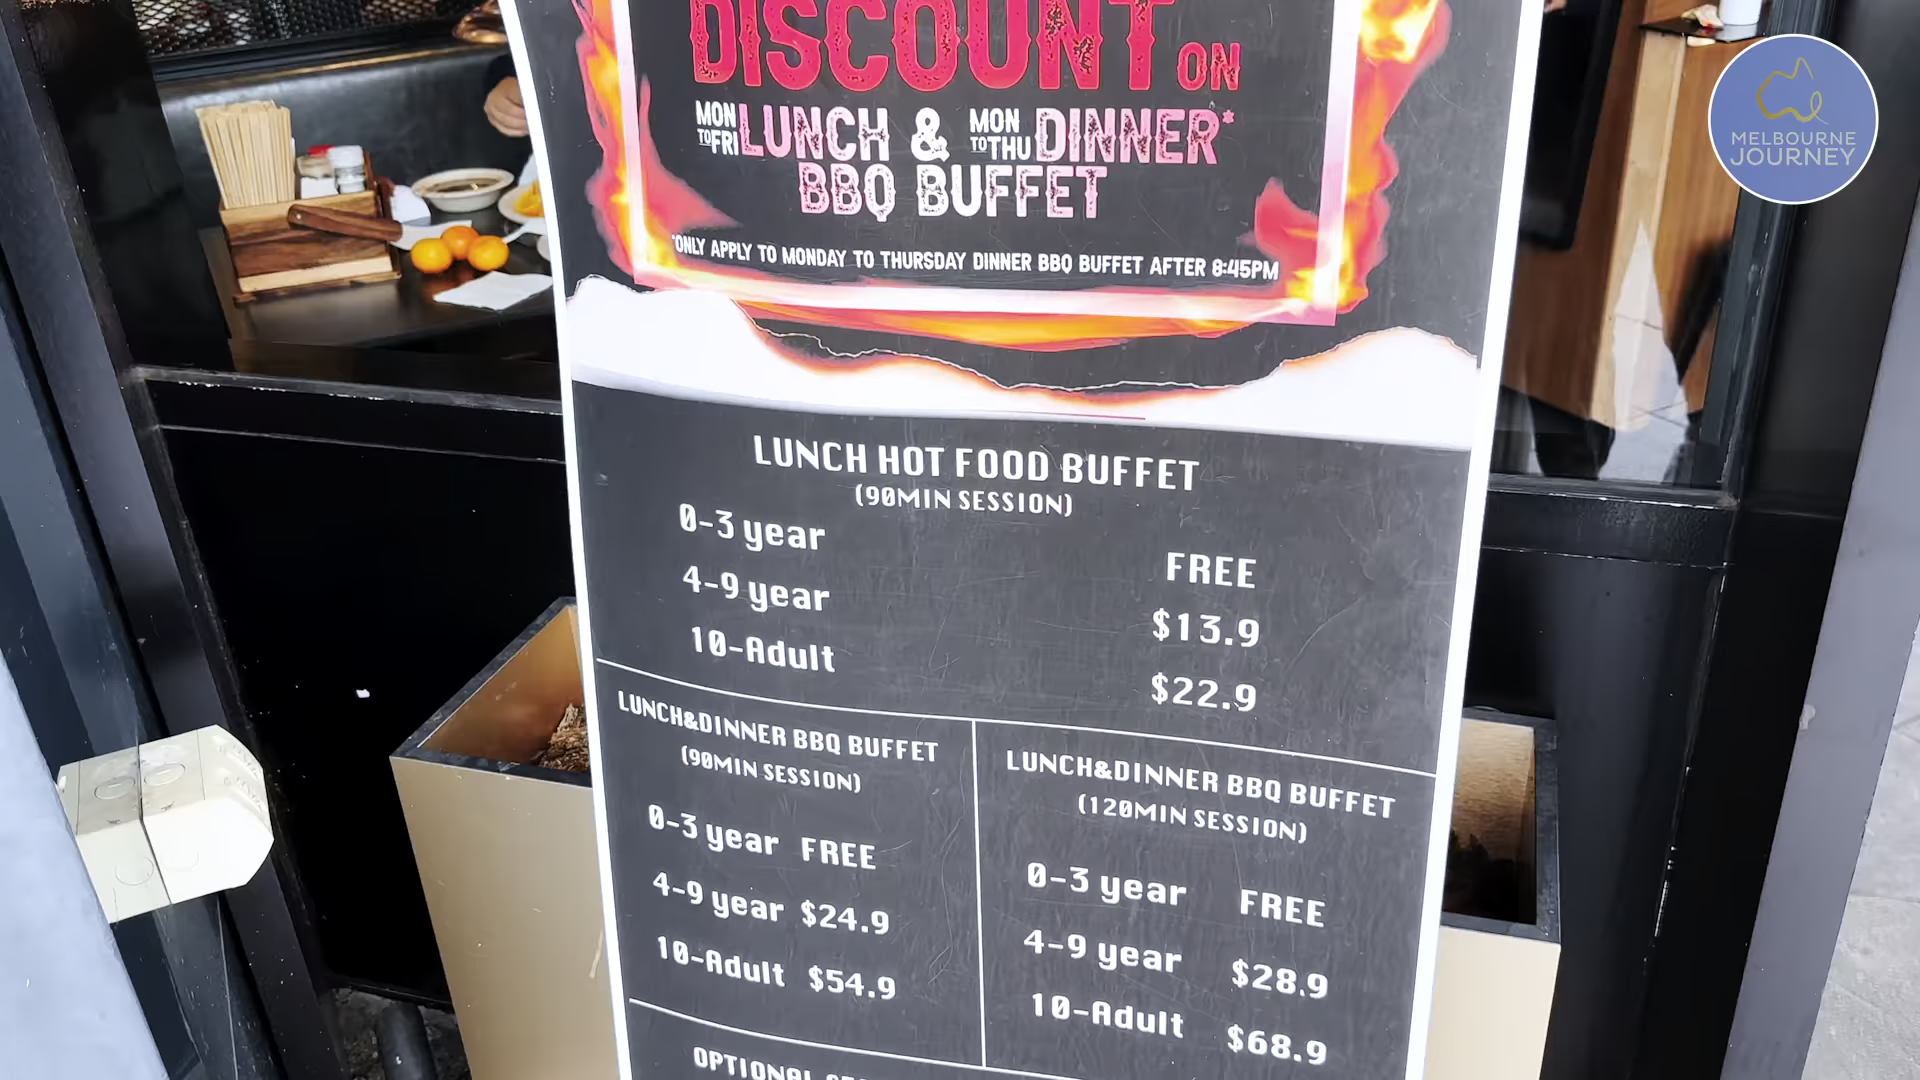 DISCOUNT ON
MON TO FRI LUNCH & MON TO THU DINNER*
BBQ BUFFET
*ONLY APPLY TO MONDAY TO THURSDAY DINNER BBQ BUFFET AFTER 8:45PM
MELBOURNE
JOURNEY
LUNCH HOT FOOD BUFFET
(90MIN SESSION)
0-3 year FREE
4-9 year $13.9
10-Adult $22.9
LUNCH&DINNER BBQ BUFFET
(90MIN SESSION)
0-3 year FREE
4-9 year $24.9
10-Adult $54.9
LUNCH&DINNER BBQ BUFFET
(120MIN SESSION)
0-3 year FREE
4-9 year $28.9
10-Adult $68.9
OPTIONAL